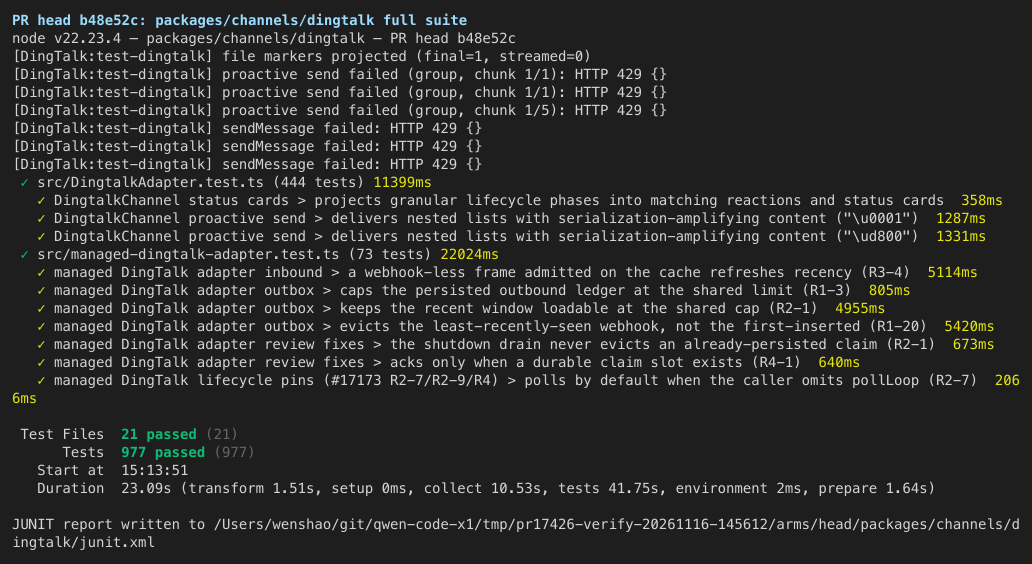 PR head b48e52c: packages/channels/dingtalk full suite
node v22.23.4 — packages/channels/dingtalk — PR head b48e52c
[DingTalk:test-dingtalk] file markers projected (final=1, streamed=0)
[DingTalk:test-dingtalk] proactive send failed (group, chunk 1/1): HTTP 429 {}
[DingTalk:test-dingtalk] proactive send failed (group, chunk 1/1): HTTP 429 {}
[DingTalk:test-dingtalk] proactive send failed (group, chunk 1/5): HTTP 429 {}
[DingTalk:test-dingtalk] sendMessage failed: HTTP 429 {}
[DingTalk:test-dingtalk] sendMessage failed: HTTP 429 {}
[DingTalk:test-dingtalk] sendMessage failed: HTTP 429 {}
✓ src/DingtalkAdapter.test.ts (444 tests) 11399ms
✓ DingtalkChannel status cards > projects granular lifecycle phases into matching reactions and status cards 358ms
✓ DingtalkChannel proactive send > delivers nested lists with serialization-amplifying content ("\u0001") 1287ms
✓ DingtalkChannel proactive send > delivers nested lists with serialization-amplifying content ("\ud800") 1331ms
✓ src/managed-dingtalk-adapter.test.ts (73 tests) 22024ms
✓ managed DingTalk adapter inbound > a webhook-less frame admitted on the cache refreshes recency (R3-4) 5114ms
✓ managed DingTalk adapter outbox > caps the persisted outbound ledger at the shared limit (R1-3) 805ms
✓ managed DingTalk adapter outbox > keeps the recent window loadable at the shared cap (R2-1) 4955ms
✓ managed DingTalk adapter outbox > evicts the least-recently-seen webhook, not the first-inserted (R1-20) 5420ms
✓ managed DingTalk adapter review fixes > the shutdown drain never evicts an already-persisted claim (R2-1) 673ms
✓ managed DingTalk adapter review fixes > acks only when a durable claim slot exists (R4-1) 640ms
✓ managed DingTalk lifecycle pins (#17173 R2-7/R2-9/R4) > polls by default when the caller omits pollLoop (R2-7) 206
6ms
Test Files 21 passed (21)
Tests 977 passed (977)
Start at 15:13:51
Duration 23.09s (transform 1.51s, setup 0ms, collect 10.53s, tests 41.75s, environment 2ms, prepare 1.64s)
JUNIT report written to /Users/wenshao/git/qwen-code-x1/tmp/pr17426-verify-20261116-145612/arms/head/packages/channels/d
ingtalk/junit.xml